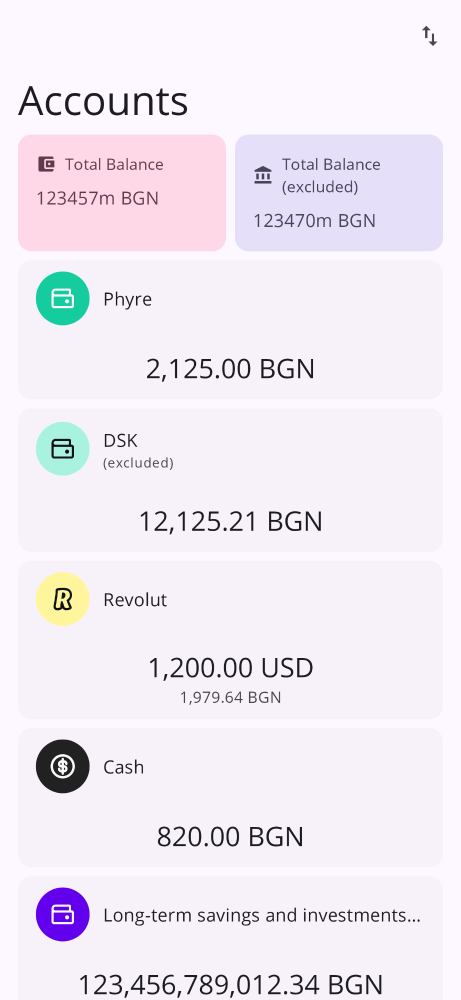 Accounts
Total Balance
123457m BGN
Total Balance
(excluded)
123470m BGN
Phyre
2,125.00 BGN
DSK
(excluded)
12,125.21 BGN
R
Revolut
1,200.00 USD
1,979.64 BGN
$
Cash
820.00 BGN
Long-term savings and investments...
123,456,789,012.34 BGN